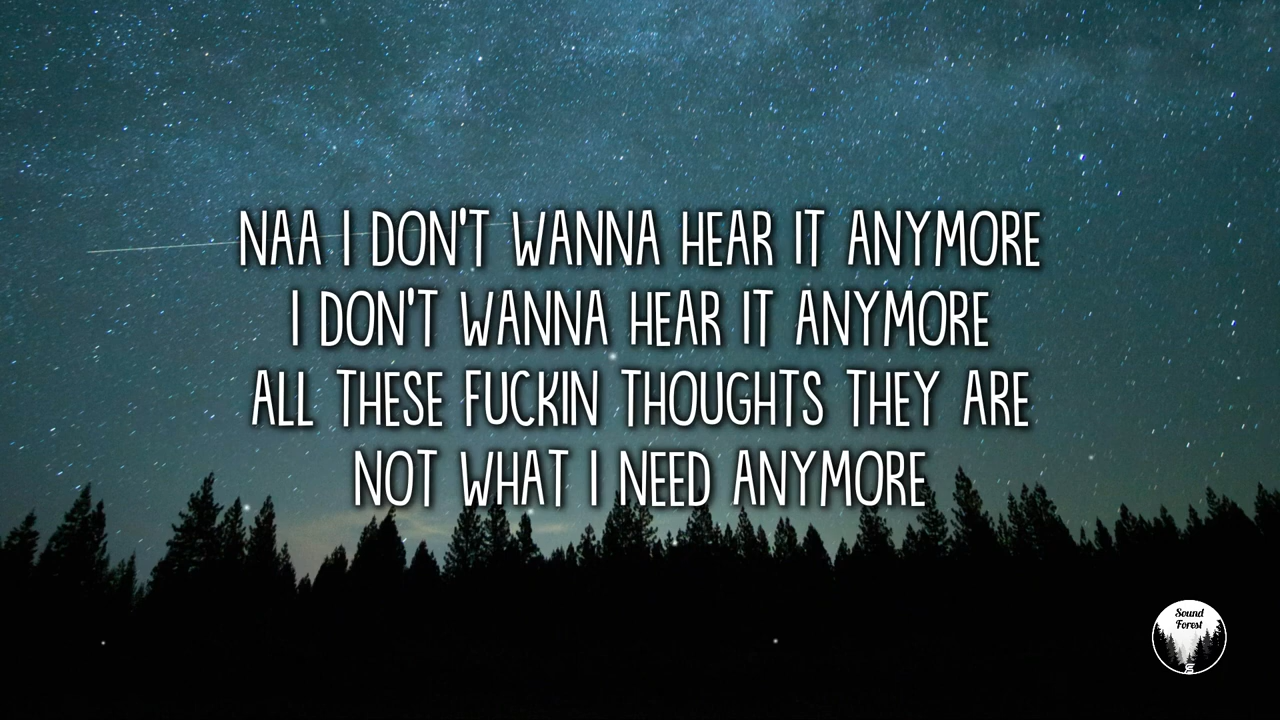 NAA I DON'T WANNA HEAR IT ANYMORE
I DON'T WANNA HEAR IT ANYMORE
ALL THESE FUCKIN THOUGHTS THEY ARE
NOT WHAT I NEED ANYMORE
Sound
Forest